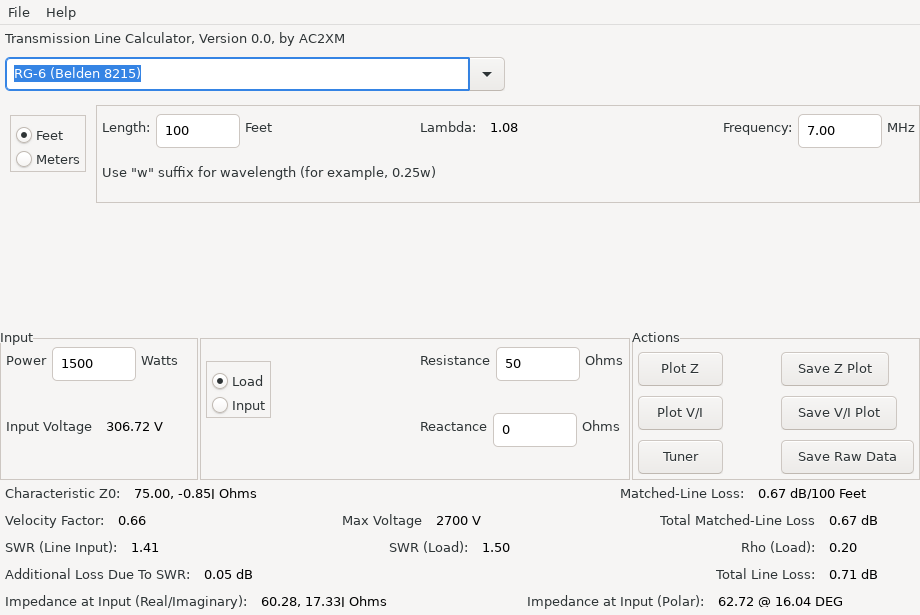 File Help
Transmission Line Calculator, Version 0.0, by AC2XM
RG-6 (Belden 8215)
Feet
Meters
Length: 100 Feet Lambda: 1.08 Frequency: 7.00 MHz
Use "w" suffix for wavelength (for example, 0.25w)
Input
Power 1500 Watts
Input Voltage 306.72 V
Load
Input
Resistance 50 Ohms
Reactance 0 Ohms
Actions
Plot Z Save Z Plot
Plot V/I Save V/I Plot
Tuner Save Raw Data
Characteristic Z0: 75.00, -0.85J Ohms Matched-Line Loss: 0.67 dB/100 Feet
Velocity Factor: 0.66 Max Voltage 2700 V Total Matched-Line Loss 0.67 dB
SWR (Line Input): 1.41 SWR (Load): 1.50 Rho (Load): 0.20
Additional Loss Due To SWR: 0.05 dB Total Line Loss: 0.71 dB
Impedance at Input (Real/Imaginary): 60.28, 17.33J Ohms Impedance at Input (Polar): 62.72 @ 16.04 DEG